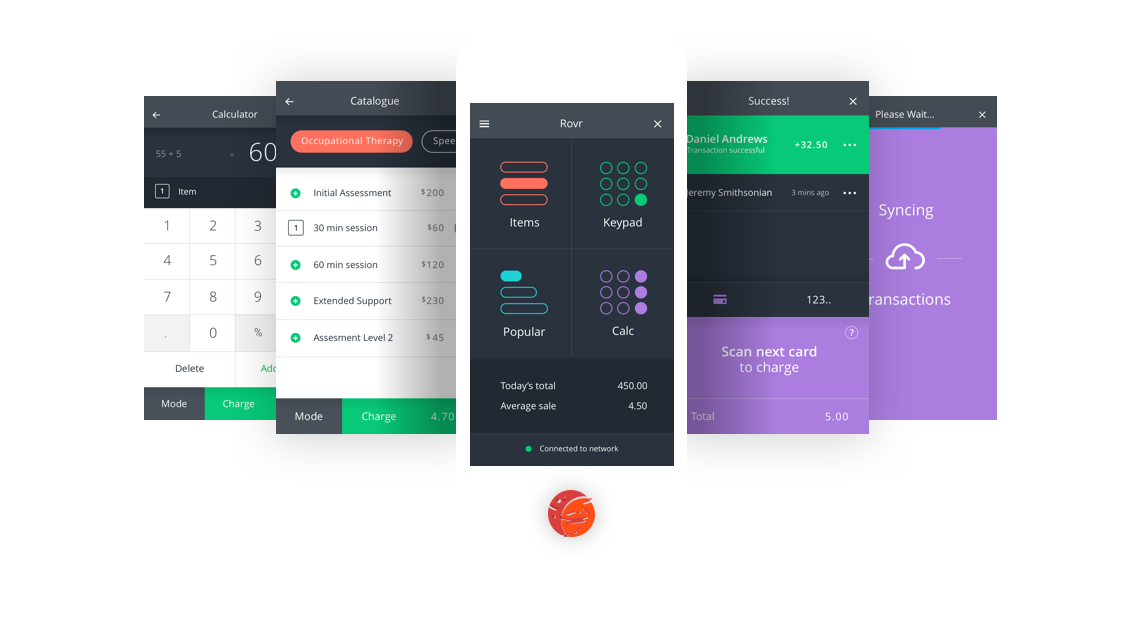 Calculator
55 + 5 = 60
1 Item
1 2 3
4 5 6
7 8 9
. 0 %
Delete
Mode Charge
Catalogue
Occupational Therapy
Initial Assessment $200
1 30 min session $60
60 min session $120
Extended Support $230
Assesment Level 2 $45
Mode Charge 4.70
Rovr
Items Keypad
Popular Calc
Today's total 450.00
Average sale 4.50
Connected to network
Success!
Daniel Andrews +32.50
Transaction successful
Jeremy Smithsonian 3 mins ago
123..
?
Scan next card
to charge
Total 5.00
Please Wait...
Syncing